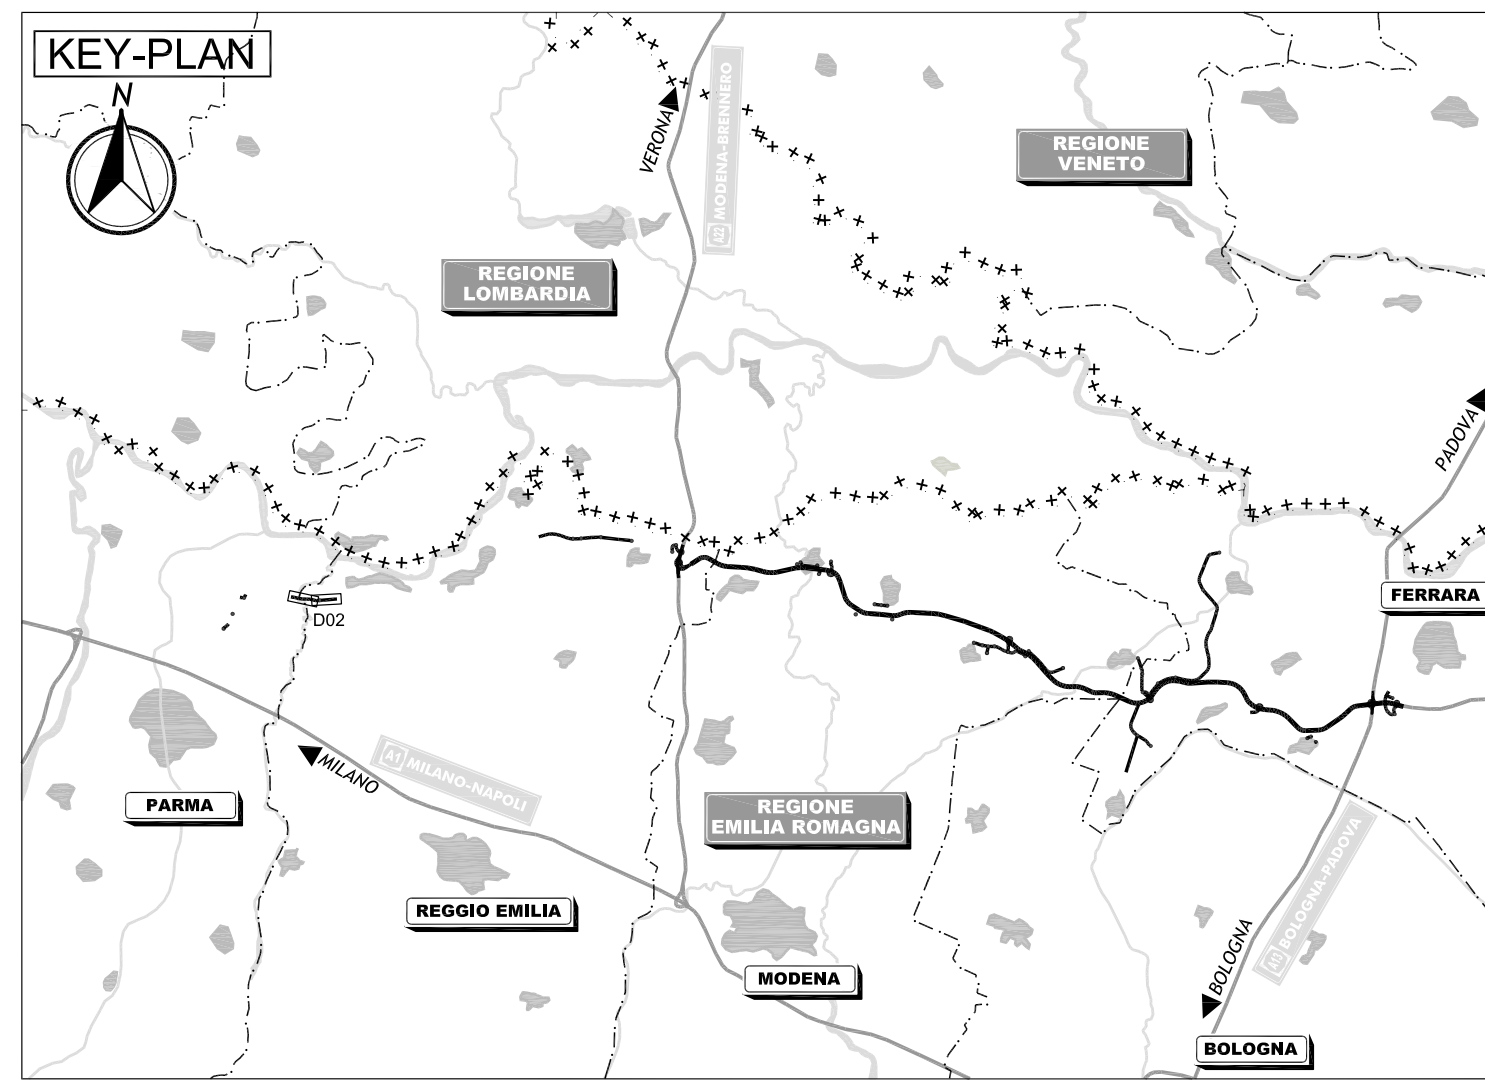 KEY-PLAN
N
VERONA
A22 MODENA-BRENNERO
REGIONE
VENETO
REGIONE
LOMBARDIA
PADOVA
FERRARA
D02
MILANO
A1 MILANO-NAPOLI
PARMA
REGIONE
EMILIA ROMAGNA
REGGIO EMILIA
MODENA
BOLOGNA
A13 BOLOGNA-PADOVA
BOLOGNA